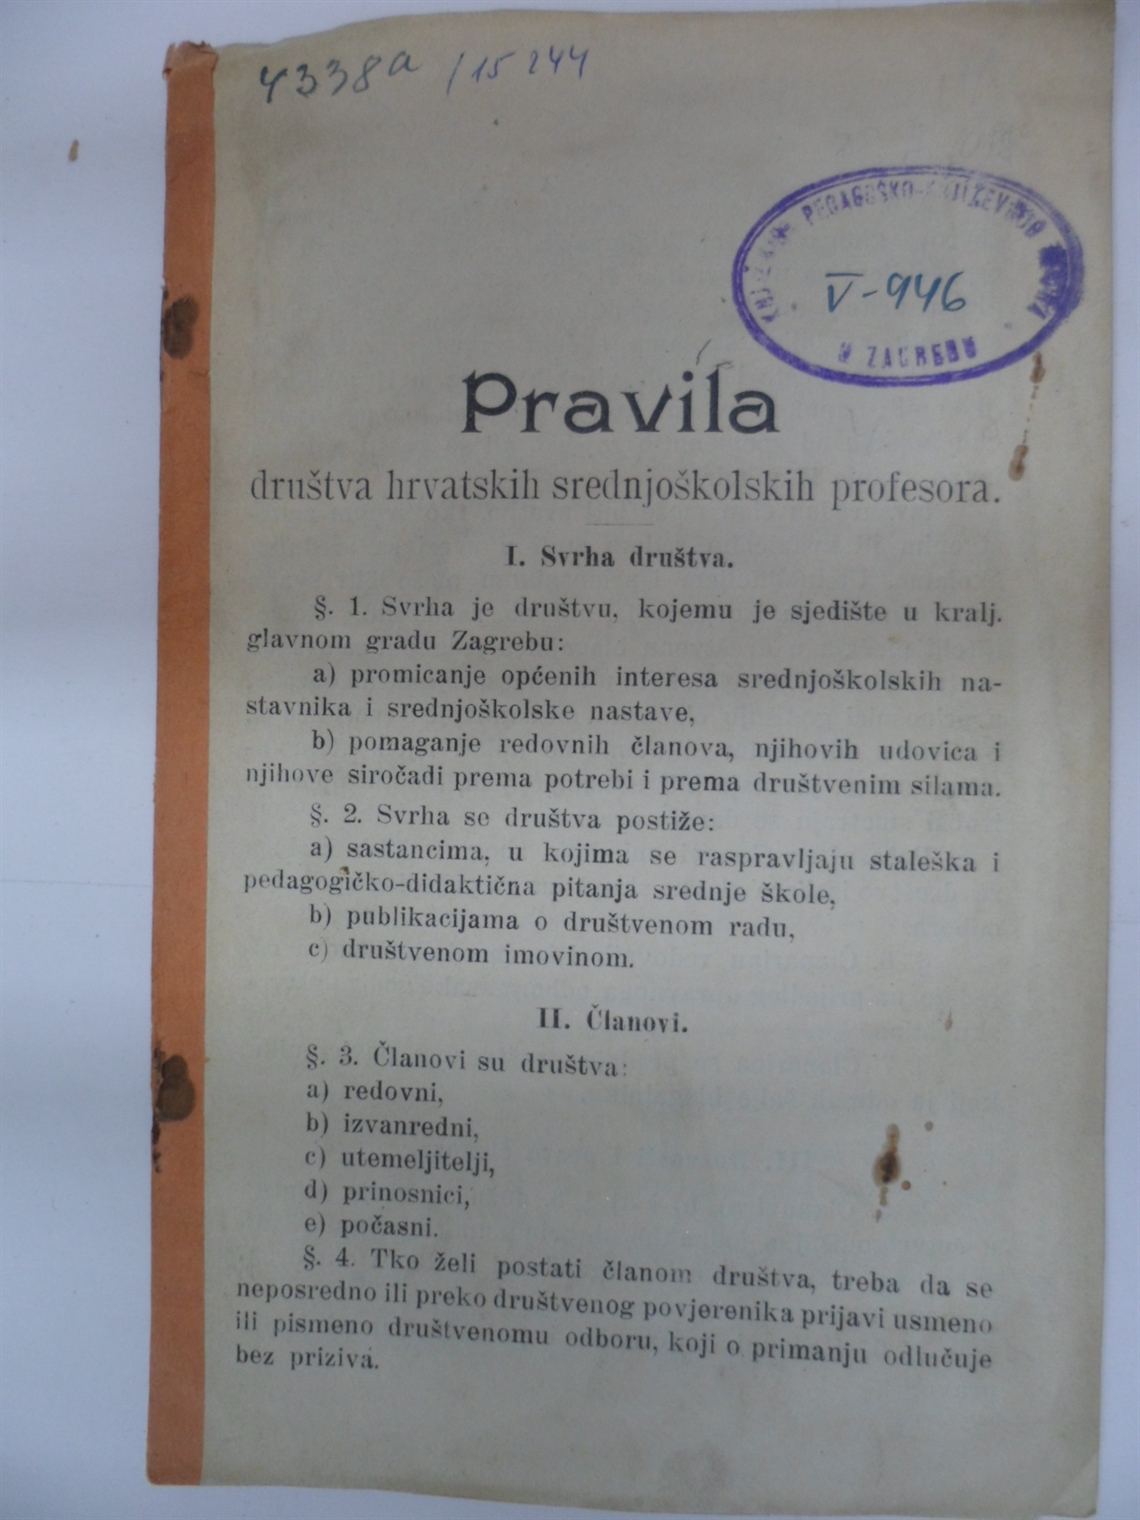 4338a / 15244
PEDAGOŠKO-KNJIŽEVNOG
V-946
U ZAGREBU
Pravila
društva hrvatskih srednjoškolskih profesora.
I. Svrha društva.
§. 1. Svrha je društvu, kojemu je sjedište u kralj.
glavnom gradu Zagrebu:
a) promicanje općenih interesa srednjoškolskih na-
stavnika i srednjoškolske nastave,
b) pomaganje redovnih članova, njihovih udovica i
njihove siročadi prema potrebi i prema društvenim silama.
§. 2. Svrha se društva postiže:
a) sastancima, u kojima se raspravljaju staleška i
pedagogičko-didaktična pitanja srednje škole,
b) publikacijama o društvenom radu,
c) društvenom imovinom.
II. Članovi.
§. 3. Članovi su društva:
a) redovni,
b) izvanredni,
c) utemeljitelji,
d) prinosnici,
e) počasni.
§. 4. Tko želi postati članom društva, treba da se
neposredno ili preko društvenog povjerenika prijavi usmeno
ili pismeno društvenomu odboru, koji o primanju odlučuje
bez priziva.